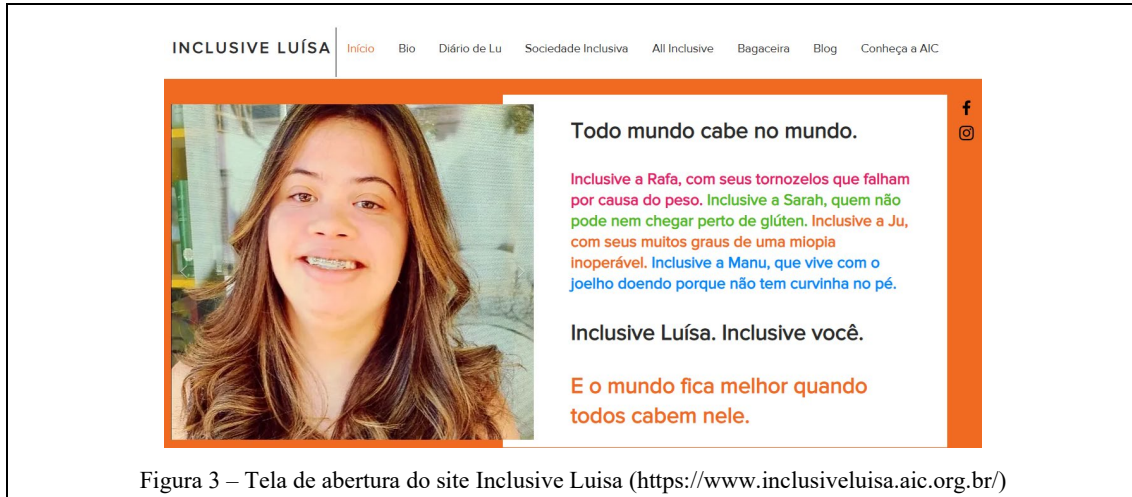 INCLUSIVE LUÍSA Início Bio Diário de Lu Sociedade Inclusiva All Inclusive Bagaceira Blog Conheça a AIC
Todo mundo cabe no mundo.
Inclusive a Rafa, com seus tornozelos que falham
por causa do peso. Inclusive a Sarah, quem não
pode nem chegar perto de glúten. Inclusive a Ju,
com seus muitos graus de uma miopia
inoperável. Inclusive a Manu, que vive com o
joelho doendo porque não tem curvinha no pé.
Inclusive Luísa. Inclusive você.
E o mundo fica melhor quando
todos cabem nele.
Figura 3 – Tela de abertura do site Inclusive Luisa (https://www.inclusiveluisa.aic.org.br/)